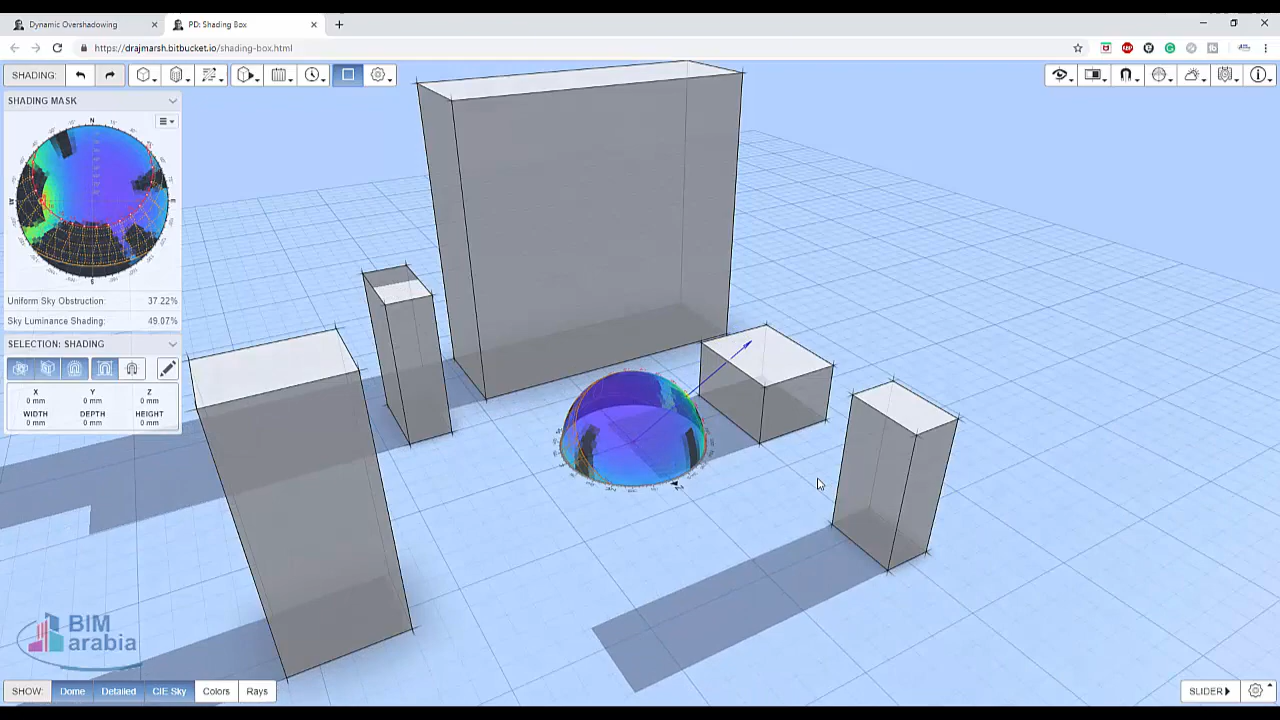 Dynamic Overshadowing
PD: Shading Box
https://drajmarsh.bitbucket.io/shading-box.html
SHADING:
SHADING MASK
N
E
S
Uniform Sky Obstruction: 37.22%
Sky Luminance Shading: 49.07%
SELECTION: SHADING
X Y Z
0 mm 0 mm 0 mm
WIDTH DEPTH HEIGHT
0 mm 0 mm 0 mm
BIM
arabia
SHOW: Dome Detailed CIE Sky Colors Rays
SLIDER